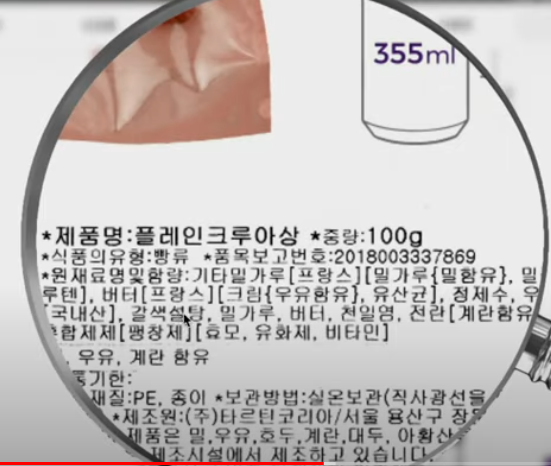 355ml
*제품명:플레인크루아상 *중량:100g
*식품의유형:빵류 *품목보고번호:2018003337869
*원재료명및함량:기타밀가루[프랑스][밀가루{밀함유}, 밀
루텐], 버터[프랑스][크림{우유함유}, 유산균], 정제수, 우
국내산], 갈색설탕, 밀가루, 버터, 천일염, 전란[계란함유
합제제[팽창제][효모, 유화제, 비타민]
, 우유, 계란 함유
통기한:
재질:PE, 종이 *보관방법:실온보관(직사광선을
*제조원:(주)타르틴코리아/서울 용산구
제품은 밀,우유,호두,계란,대두, 아황산
제조시설에서 제조하고 있습니다.